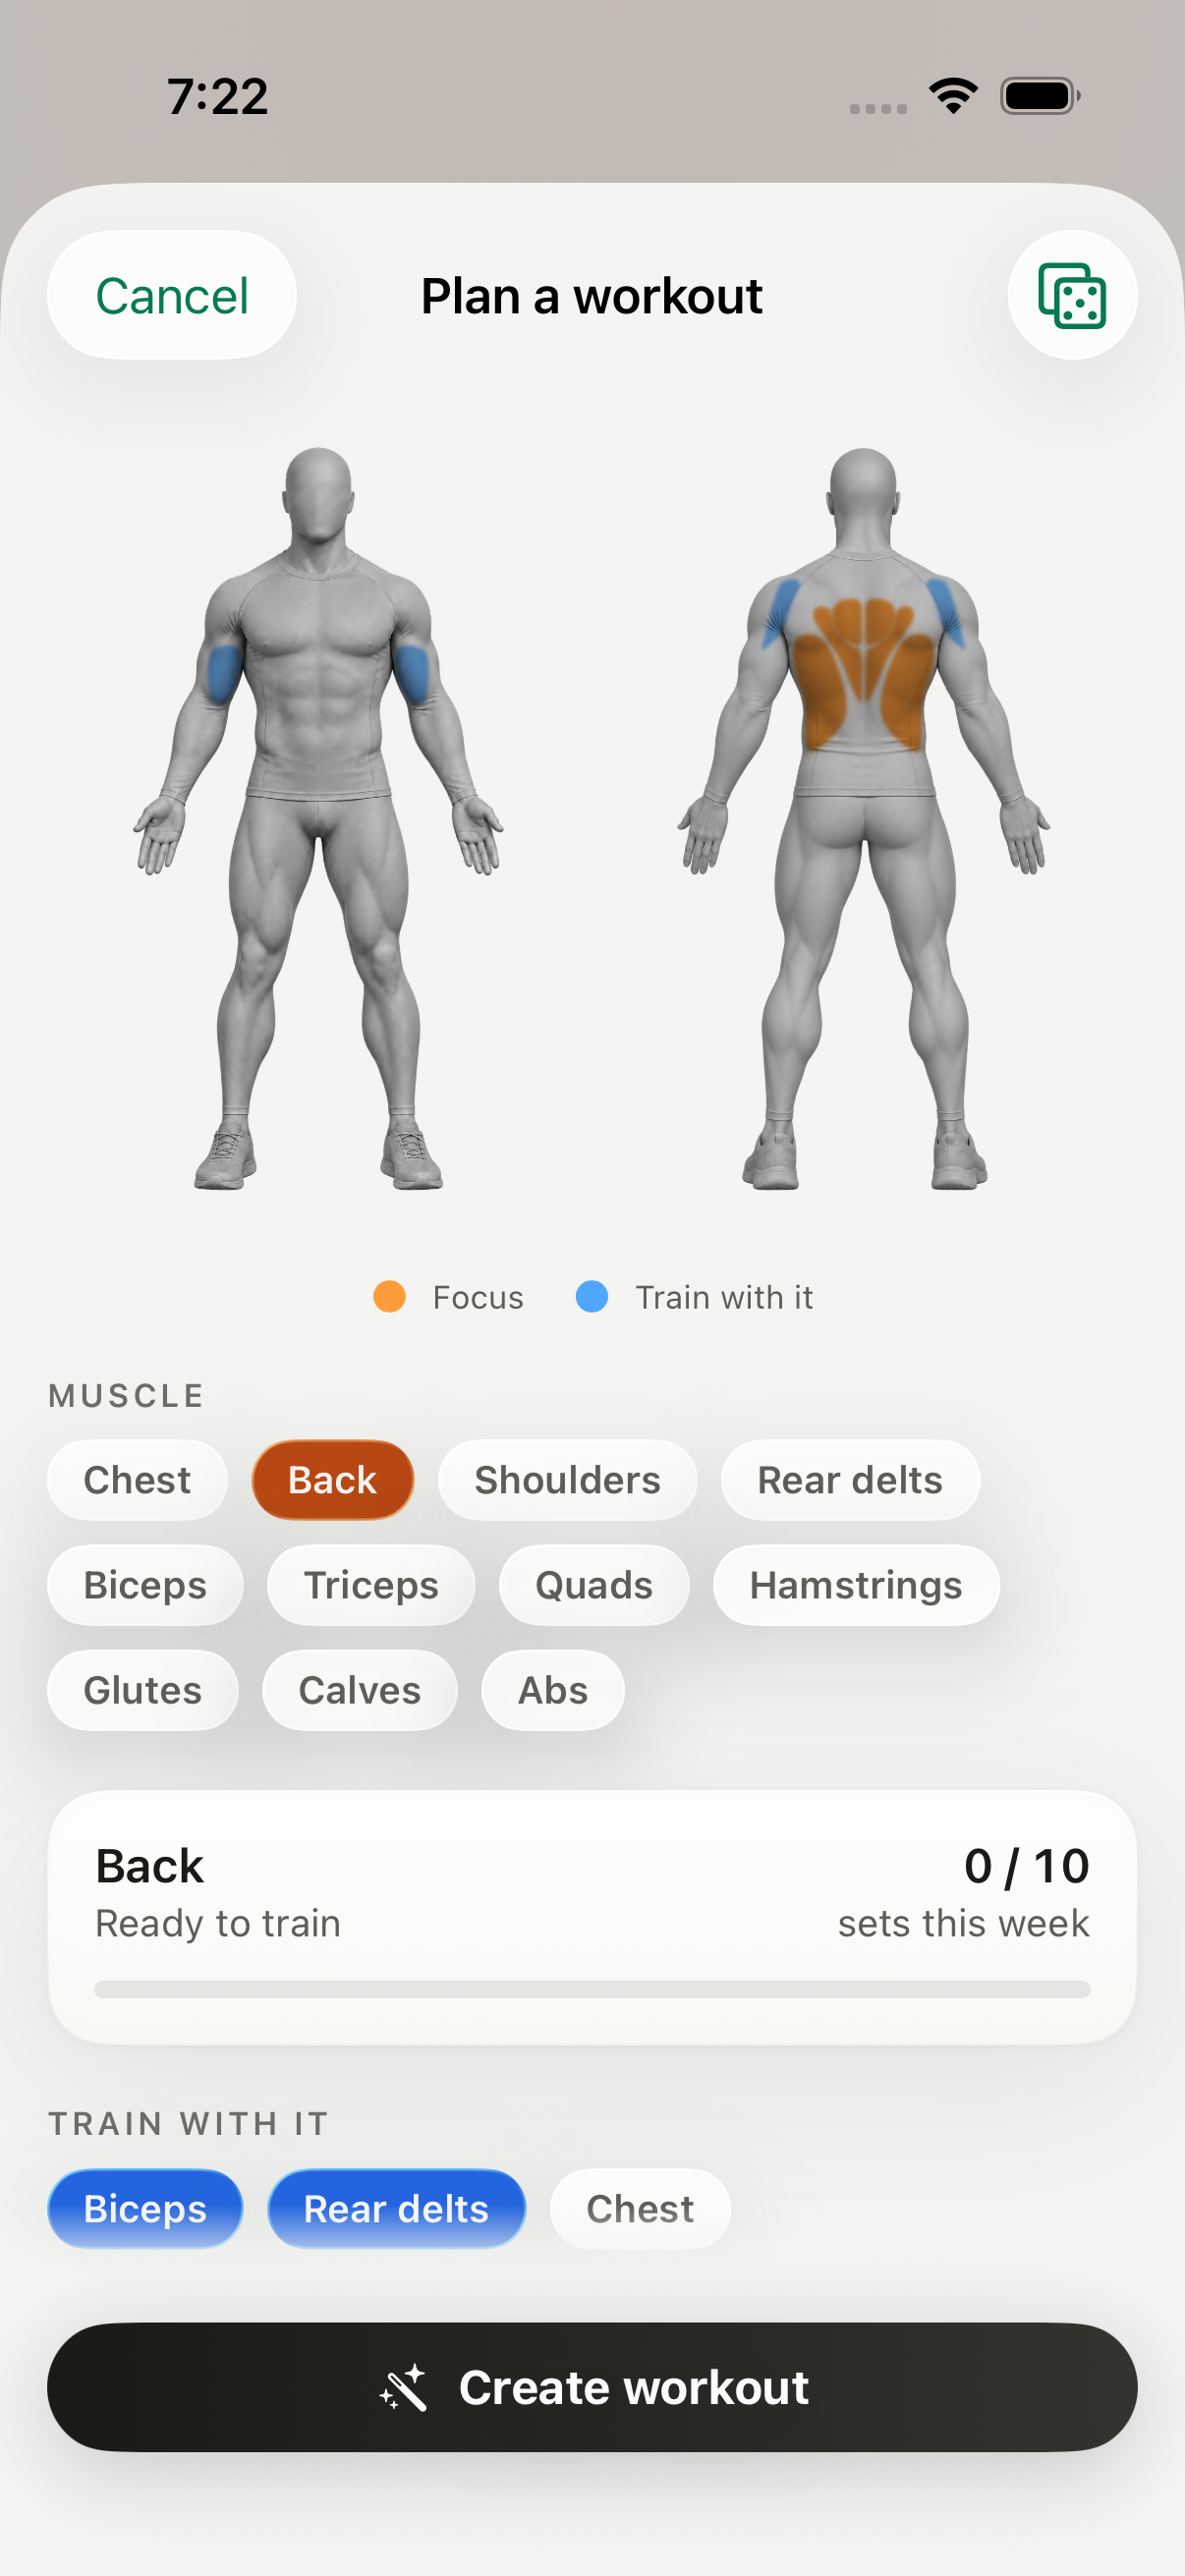 7:22
Cancel
Plan a workout
Focus
Train with it
MUSCLE
Chest
Back
Shoulders
Rear delts
Biceps
Triceps
Quads
Hamstrings
Glutes
Calves
Abs
Back
0 / 10
Ready to train
sets this week
TRAIN WITH IT
Biceps
Rear delts
Chest
Create workout